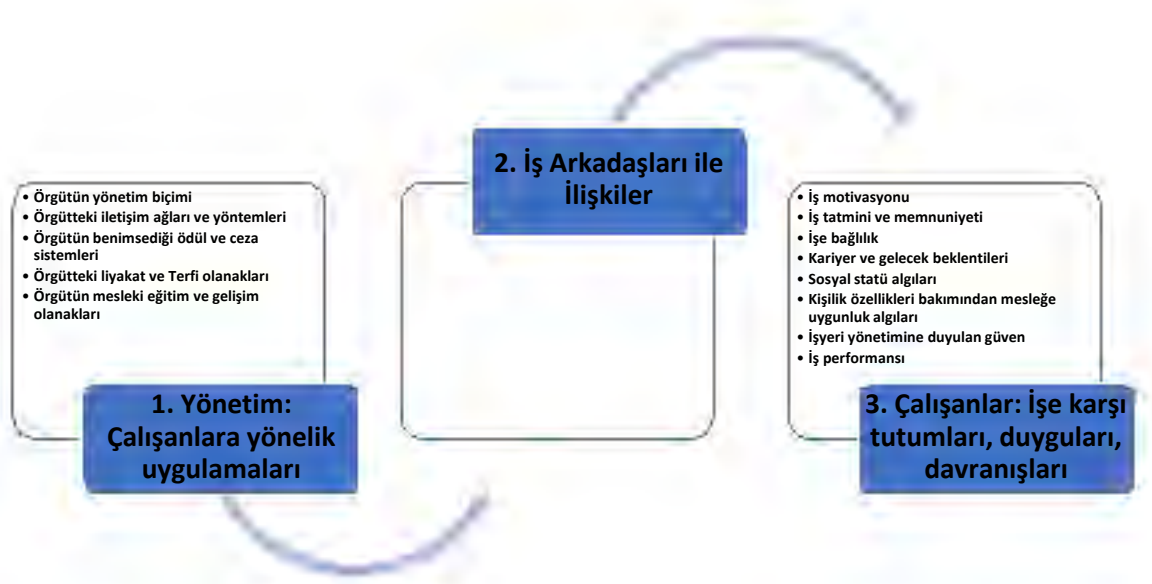 • Örgütün yönetim biçimi
• Örgütteki iletişim ağları ve yöntemleri
• Örgütün benimsediği ödül ve ceza
sistemleri
• Örgütteki liyakat ve Terfi olanakları
• Örgütün mesleki eğitim ve gelişim
olanakları
1. Yönetim:
Çalışanlara yönelik
uygulamaları
2. İş Arkadaşları ile
İlişkiler
• İş motivasyonu
• İş tatmini ve memnuniyeti
• İşe bağlılık
• Kariyer ve gelecek beklentileri
• Sosyal statü algıları
• Kişilik özellikleri bakımından mesleğe
uygunluk algıları
• İşyeri yönetimine duyulan güven
• İş performansı
3. Çalışanlar: İşe karşı
tutumları, duyguları,
davranışları